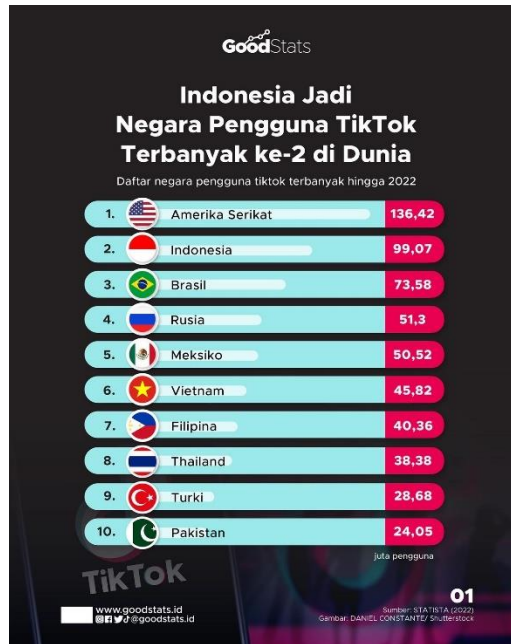 GoodStats
Indonesia Jadi
Negara Pengguna TikTok
Terbanyak ke-2 di Dunia
Daftar negara pengguna tiktok terbanyak hingga 2022
1. Amerika Serikat 136,42
2. Indonesia 99,07
3. Brasil 73,58
4. Rusia 51,3
5. Meksiko 50,52
6. Vietnam 45,82
7. Filipina 40,36
8. Thailand 38,38
9. Turki 28,68
10. Pakistan 24,05
juta pengguna
TikTok
01
www.goodstats.id
@goodstats.id
Sumber: STATISTA (2022)
Gambar: DANIEL CONSTANTE/ Shutterstock